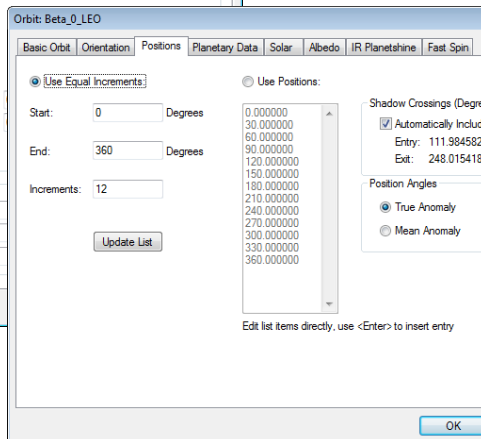 Orbit: Beta_0_LEO
Basic Orbit Orientation Positions Planetary Data Solar Albedo IR Planetshine Fast Spin
Use Equal Increments:
Use Positions:
Start: 0 Degrees
End: 360 Degrees
Increments: 12
Update List
0.000000
30.000000
60.000000
90.000000
120.000000
150.000000
180.000000
210.000000
240.000000
270.000000
300.000000
330.000000
360.000000
Edit list items directly, use <Enter> to insert entry
Shadow Crossings (Degre
Automatically Includ
Entry: 111.984582
Exit: 248.015418
Position Angles
True Anomaly
Mean Anomaly
OK